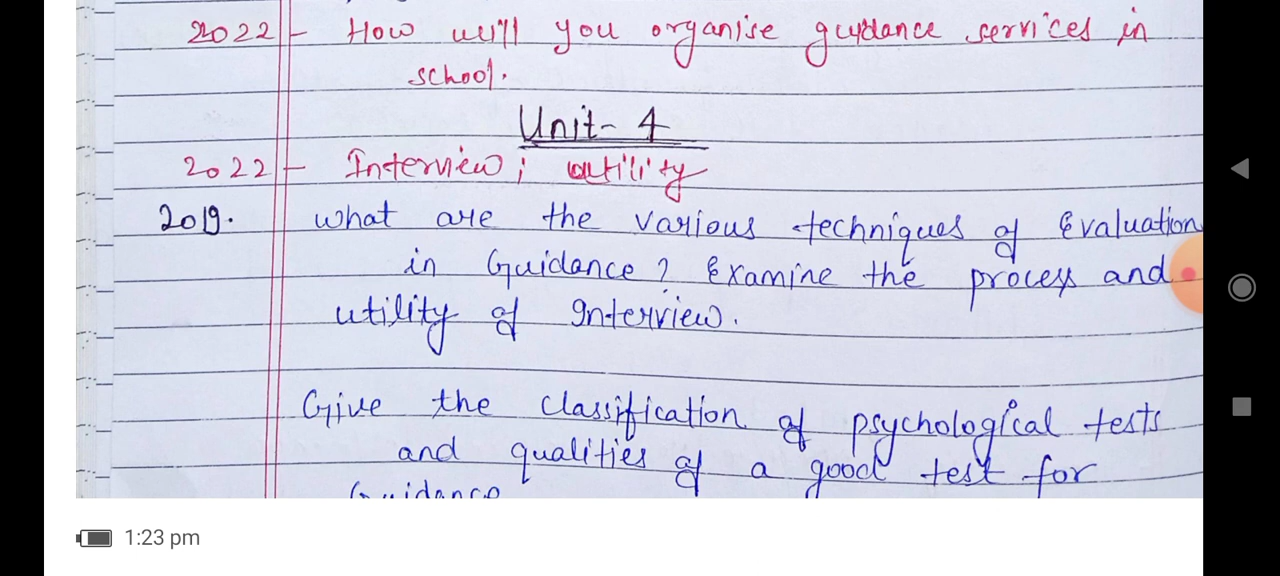 2022 - How will you organise guidance services in
school.
Unit- 4
2022 - Interview; utility
2019. What are the various techniques of Evaluation
in Guidance? Examine the process and
utility of Interview.
Give the classification of psychological tests
and qualities of a good test for
Guidance
1:23 pm